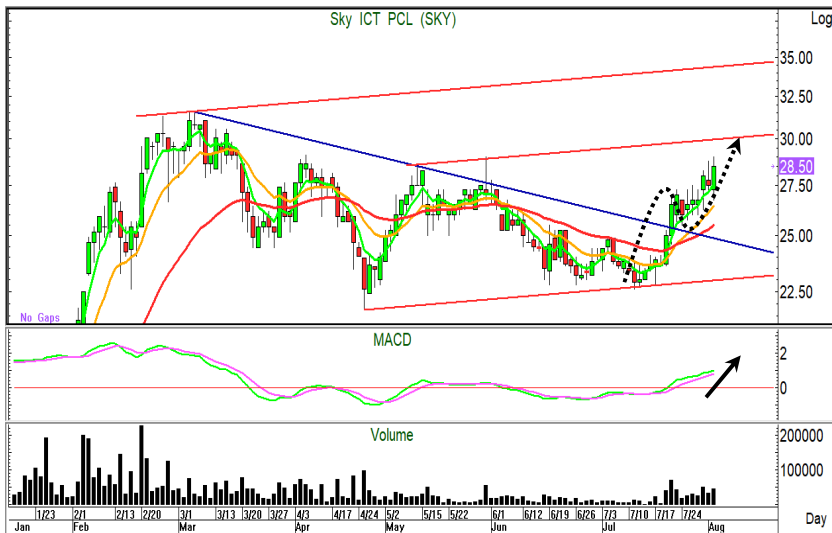 Sky ICT PCL (SKY)
Log
35.00
32.50
30.00
28.50
27.50
25.00
22.50
No Gaps
MACD
2
0
Volume
200000
100000
1/23 2/1 2/13 2/20 3/1 3/13 3/20 3/27 4/3 4/17 4/24 5/2 5/15 5/22 6/1 6/12 6/19 6/26 7/3 7/10 7/17 7/24
Day
Jan Feb Mar Apr May Jun Jul Aug